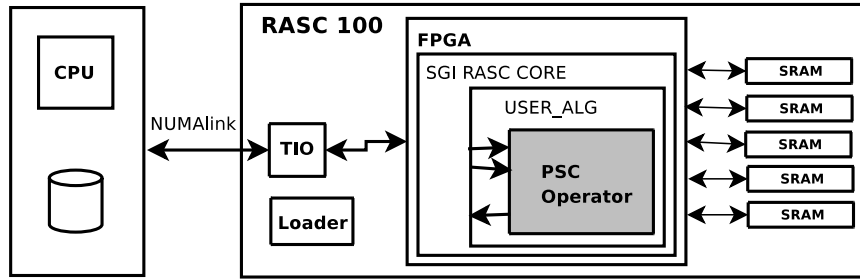 RASC 100
FPGA
CPU
SGI RASC CORE
USER_ALG
NUMAlink
TIO
PSC
Operator
Loader
SRAM
SRAM
SRAM
SRAM
SRAM